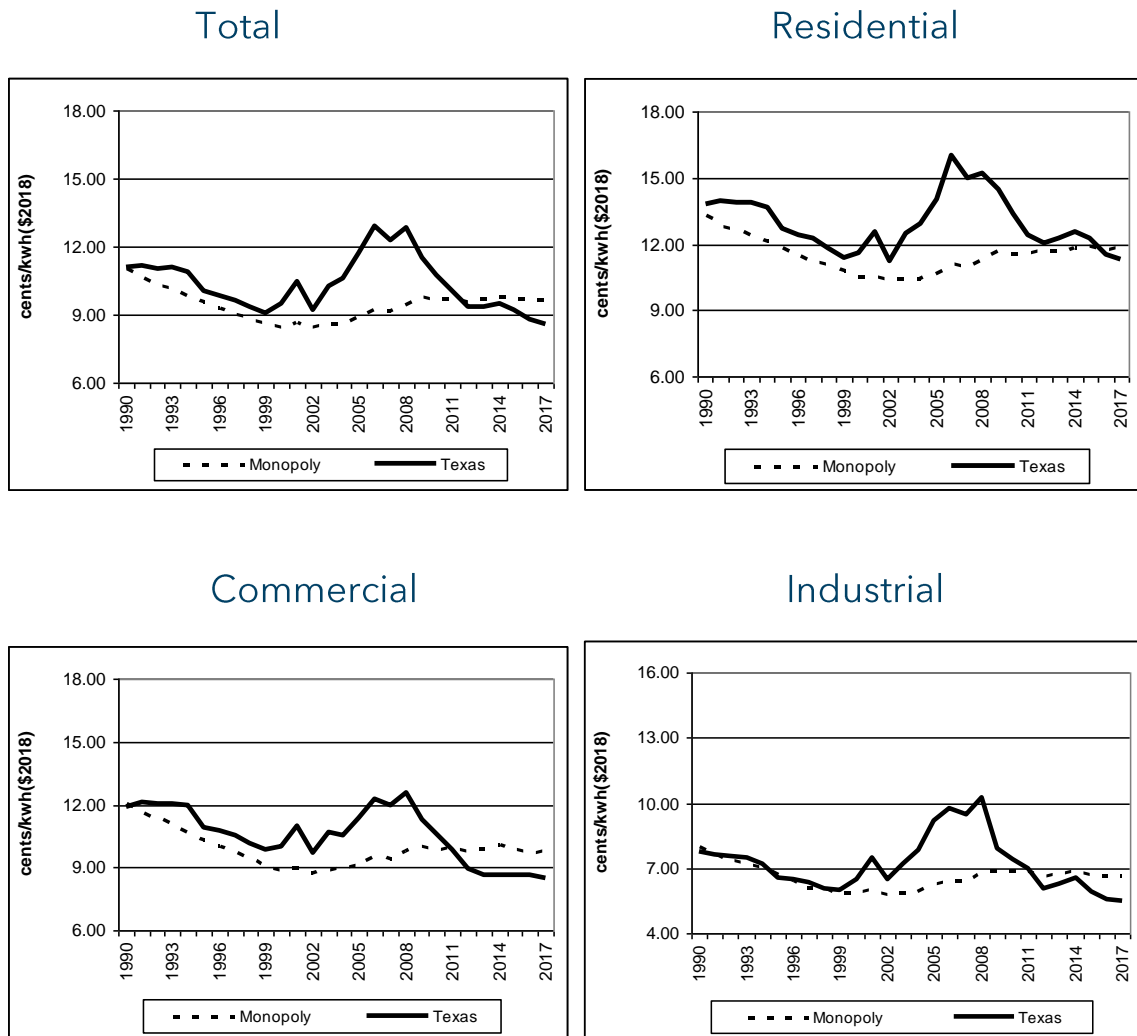 Total
cents/kwh($2018)
18.00
15.00
12.00
9.00
6.00
1990 1993 1996 1999 2002 2005 2008 2011 2014 2017
Monopoly Texas
Residential
cents/kwh($2018)
18.00
15.00
12.00
9.00
6.00
1990 1993 1996 1999 2002 2005 2008 2011 2014 2017
Monopoly Texas
Commercial
cents/kwh($2018)
18.00
15.00
12.00
9.00
6.00
1990 1993 1996 1999 2002 2005 2008 2011 2014 2017
Monopoly Texas
Industrial
cents/kwh($2018)
16.00
13.00
10.00
7.00
4.00
1990 1993 1996 1999 2002 2005 2008 2011 2014 2017
Monopoly Texas